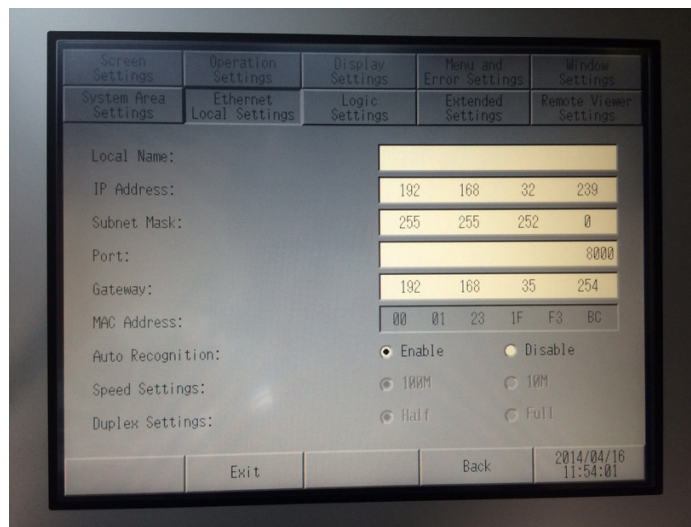 Screen Settings
Operation Settings
Display Settings
Menu and Error Settings
Window Settings
System Area Settings
Ethernet Local Settings
Logic Settings
Extended Settings
Remote Viewer Settings
Local Name:
IP Address: 192 168 32 239
Subnet Mask: 255 255 252 0
Port: 8000
Gateway: 192 168 35 254
MAC Address: 00 01 23 1F F3 BC
Auto Recognition: Enable Disable
Speed Settings: 100M 10M
Duplex Settings: Half Full
Exit Back 2014/04/16
11:54:01